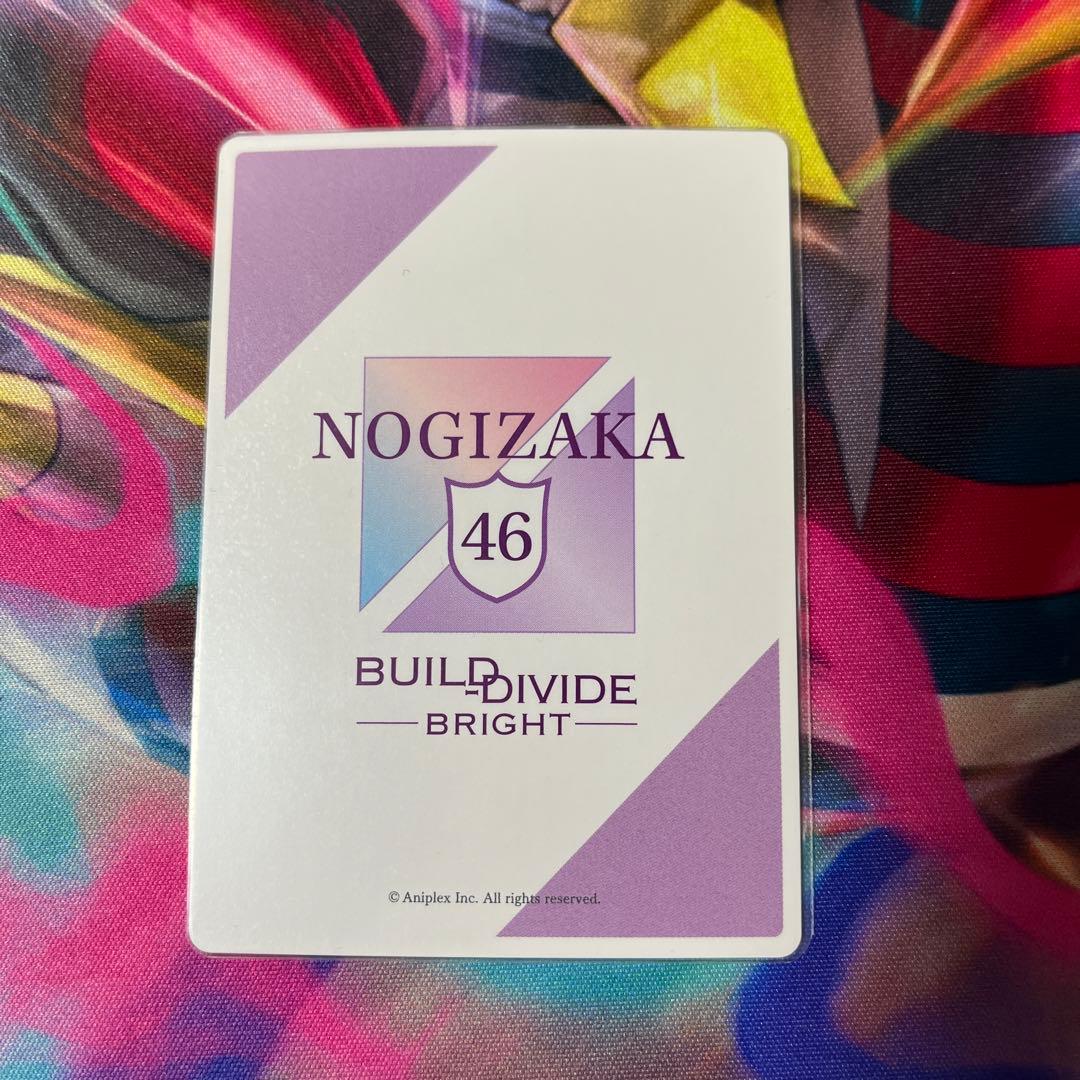 NOGIZAKA
46
BUILD-DIVIDE
BRIGHT
© Aniplex Inc. All rights reserved.